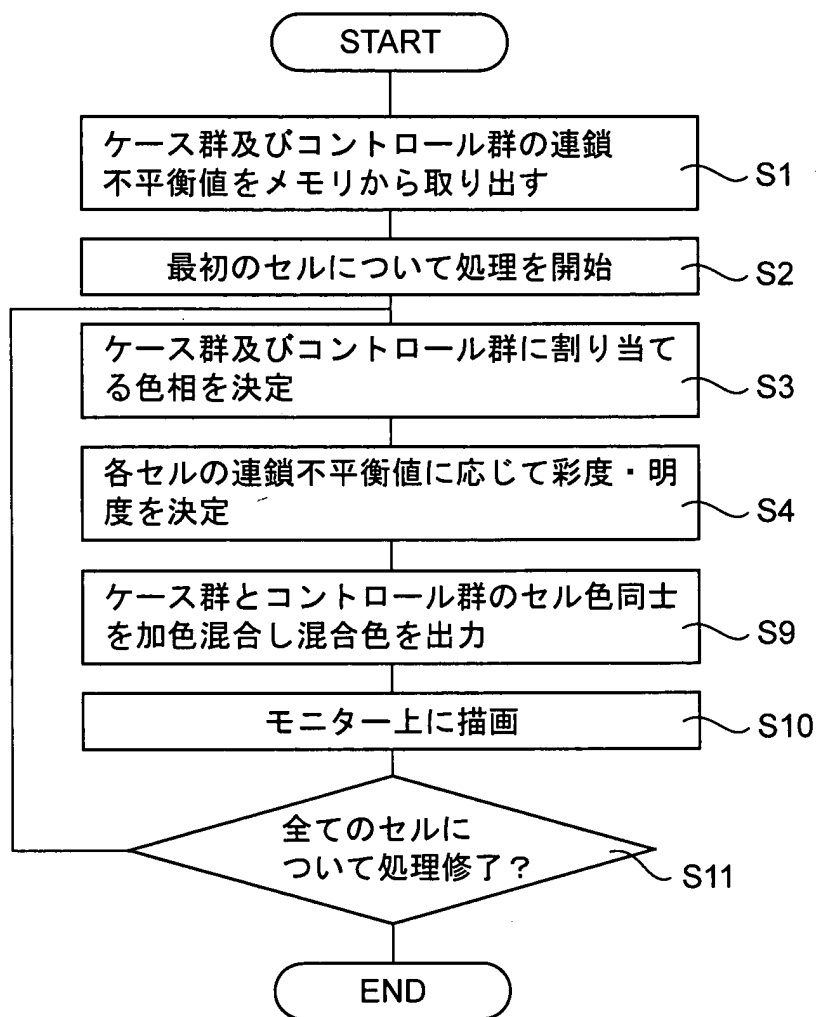 START
ケース群及びコントロール群の連鎖
不平衡値をメモリから取り出す
S1
最初のセルについて処理を開始
S2
ケース群及びコントロール群に割り当て
る色相を決定
S3
各セルの連鎖不平衡値に応じて彩度・明
度を決定
S4
ケース群とコントロール群のセル色同士
を加色混合し混合色を出力
S9
モニター上に描画
S10
全てのセルに
ついて処理修了？
S11
END